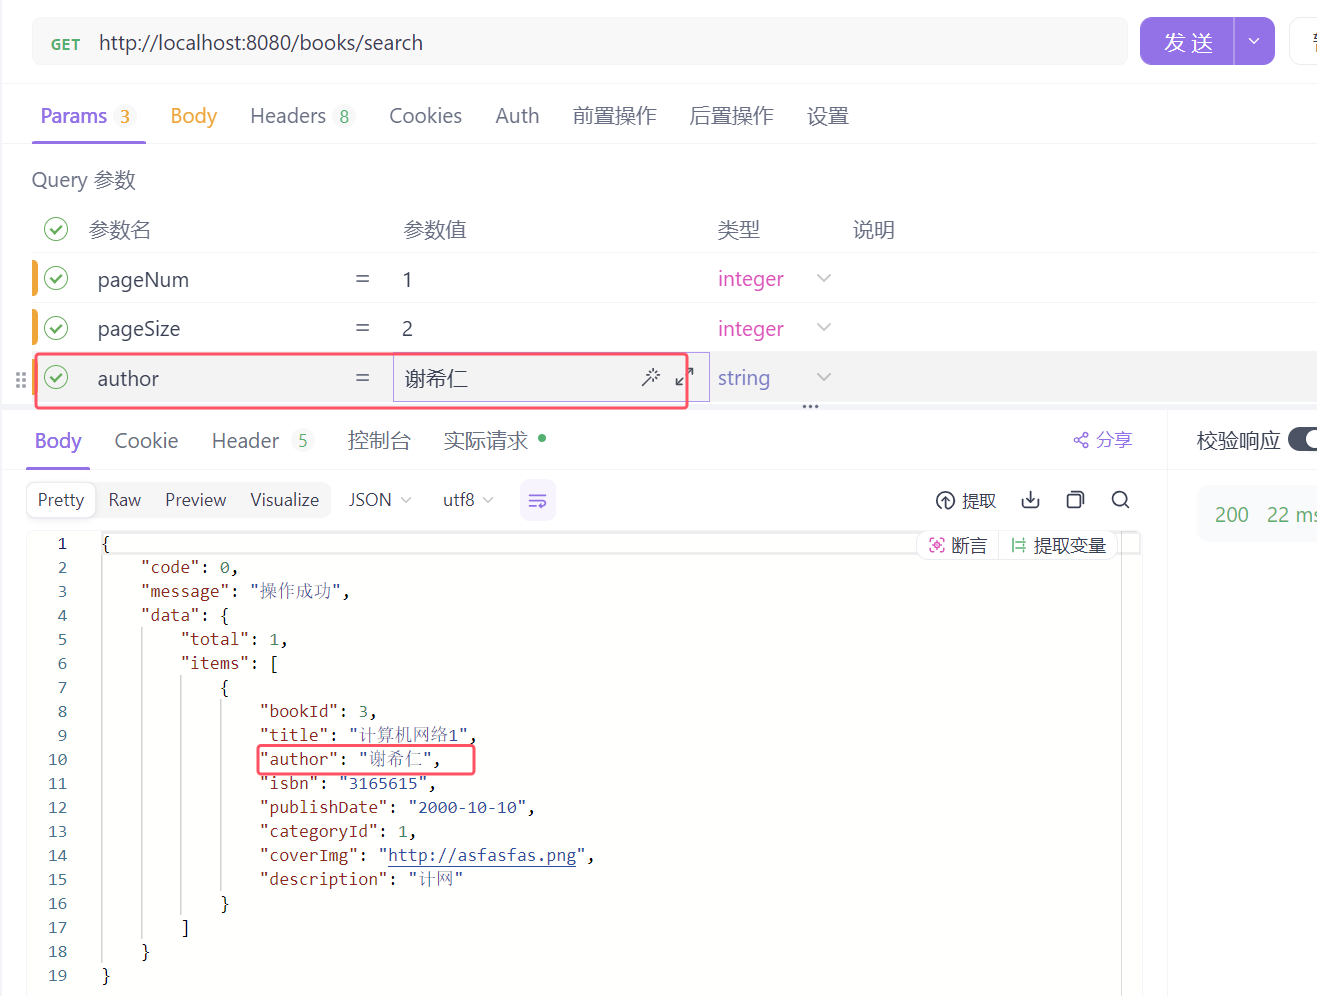 GET http://localhost:8080/books/search 发 送
Params 3 Body Headers 8 Cookies Auth 前置操作 后置操作 设置
Query 参数
参数名 参数值 类型 说明
pageNum = 1 integer
pageSize = 2 integer
author = 谢希仁 string
Body Cookie Header 5 控制台 实际请求 分享 校验响应
Pretty Raw Preview Visualize JSON utf8 提取
200 22 ms
断言 提取变量
1 {
2 "code": 0,
3 "message": "操作成功",
4 "data": {
5 "total": 1,
6 "items": [
7 {
8 "bookId": 3,
9 "title": "计算机网络1",
10 "author": "谢希仁",
11 "isbn": "3165615",
12 "publishDate": "2000-10-10",
13 "categoryId": 1,
14 "coverImg": "http://asfasfas.png",
15 "description": "计网"
16 }
17 ]
18 }
19 }